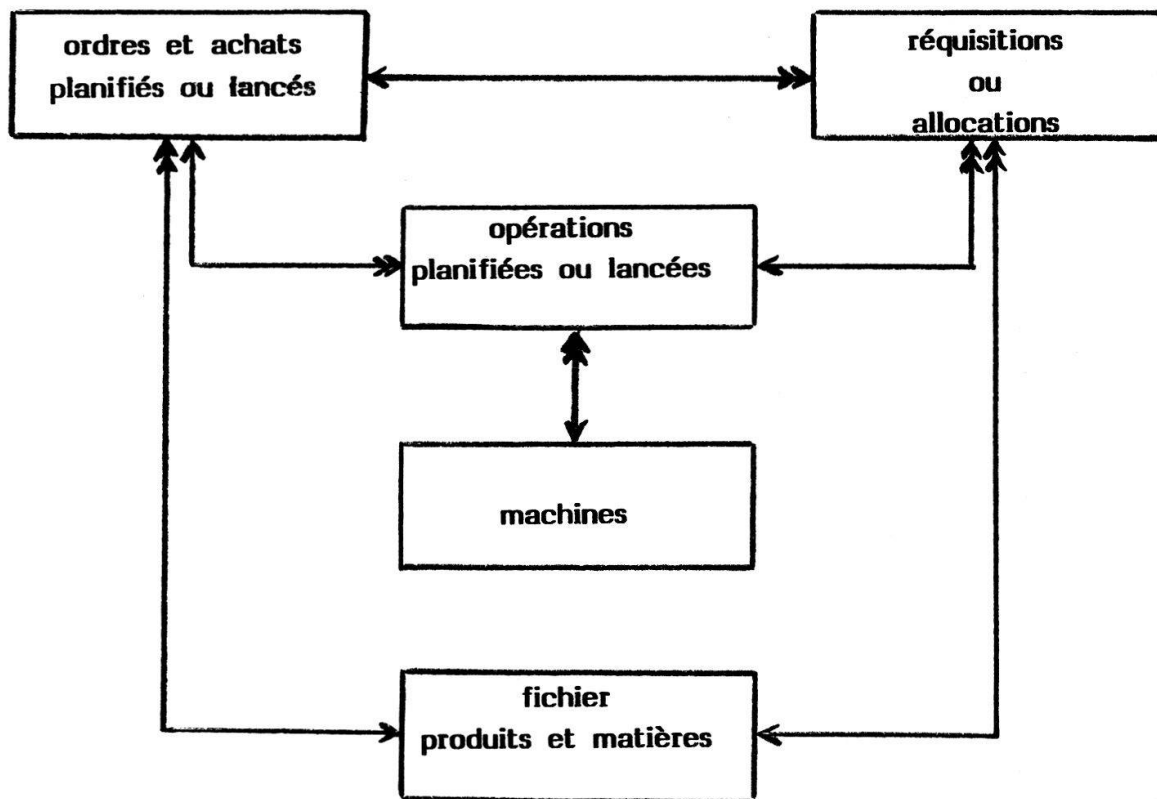 ordres et achats
planifiés ou lancés
réquisitions
ou
allocations
opérations
planifiées ou lancées
machines
fichier
produits et matières